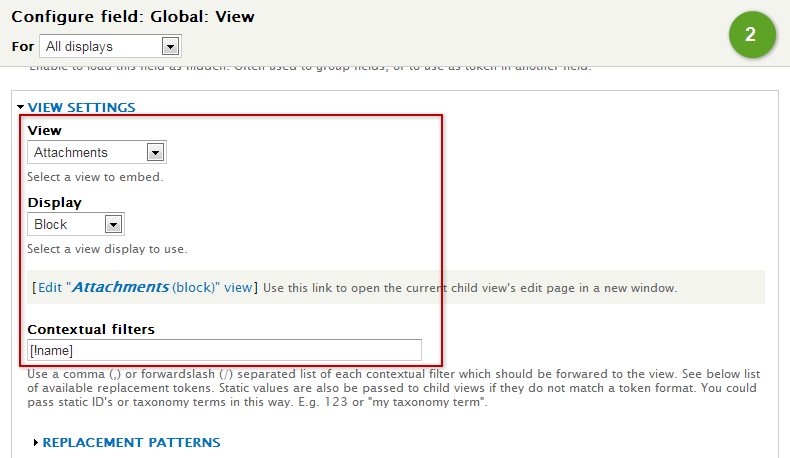 Configure field: Global: View
2
For All displays
Enable to load this field as hidden. Often used to group fields, or to use as token in another field.
VIEW SETTINGS
View
Attachments
Select a view to embed.
Display
Block
Select a view display to use.
[Edit "Attachments (block)" view] Use this link to open the current child view's edit page in a new window.
Contextual filters
[!name]
Use a comma (,) or forwardslash (/) separated list of each contextual filter which should be forwared to the view. See below list
of available replacement tokens. Static values are also be passed to child views if they do not match a token format. You could
pass static ID's or taxonomy terms in this way. E.g. 123 or "my taxonomy term".
REPLACEMENT PATTERNS